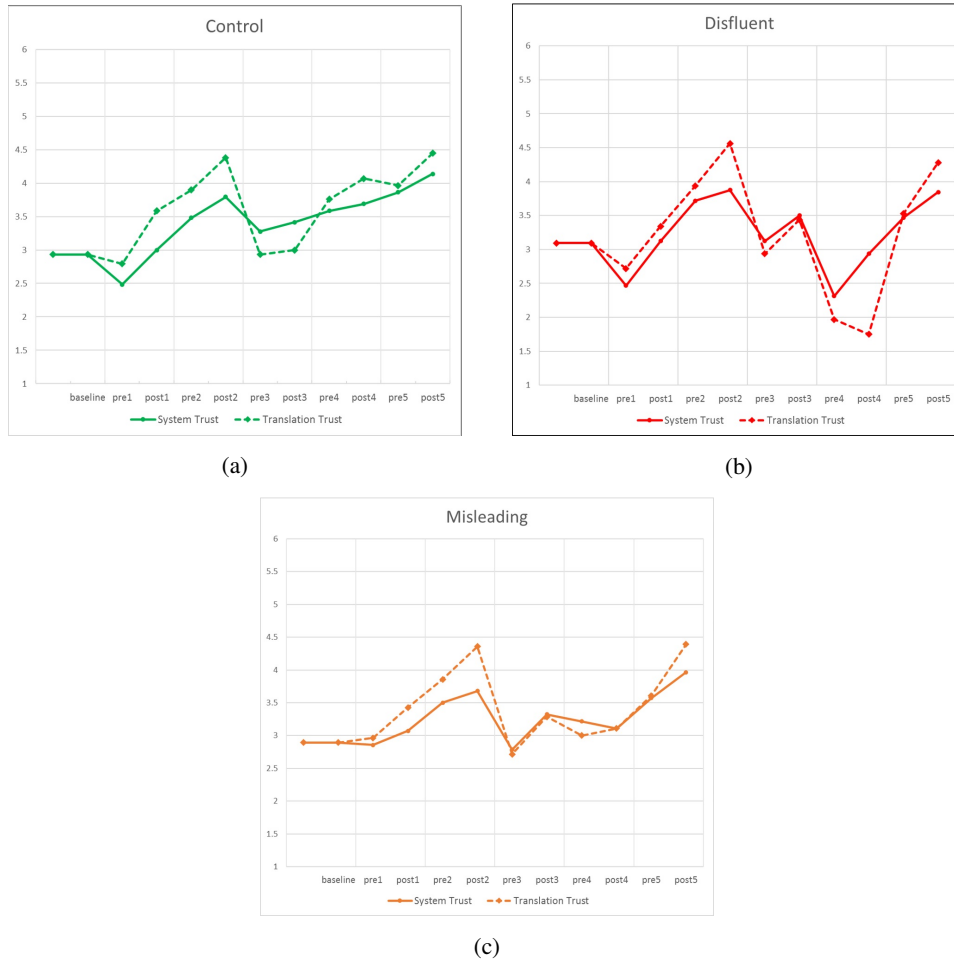 Control
6
5.5
5
4.5
4
3.5
3
2.5
2
1.5
1
baseline pre1 post1 pre2 post2 pre3 post3 pre4 post4 pre5 post5
System Trust Translation Trust
(a)
Disfluent
6
5.5
5
4.5
4
3.5
3
2.5
2
1.5
1
baseline pre1 post1 pre2 post2 pre3 post3 pre4 post4 pre5 post5
System Trust Translation Trust
(b)
Misleading
6
5.5
5
4.5
4
3.5
3
2.5
2
1.5
1
baseline pre1 post1 pre2 post2 pre3 post3 pre4 post4 pre5 post5
System Trust Translation Trust
(c)